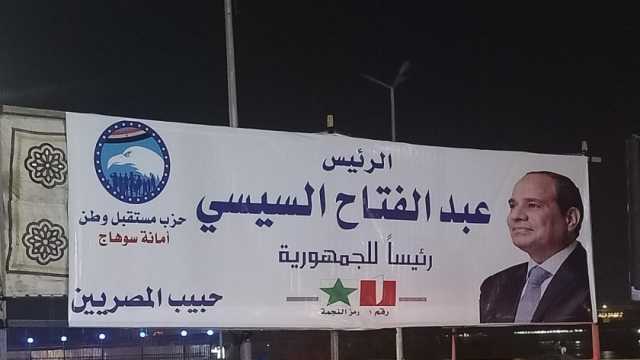 الرئيس
عبد الفتاح السيسي
رئيساً للجمهورية
رقم ١ رمز النجمة
حزب مستقبل وطن
أمانة سوهاج
حبيب المصريين